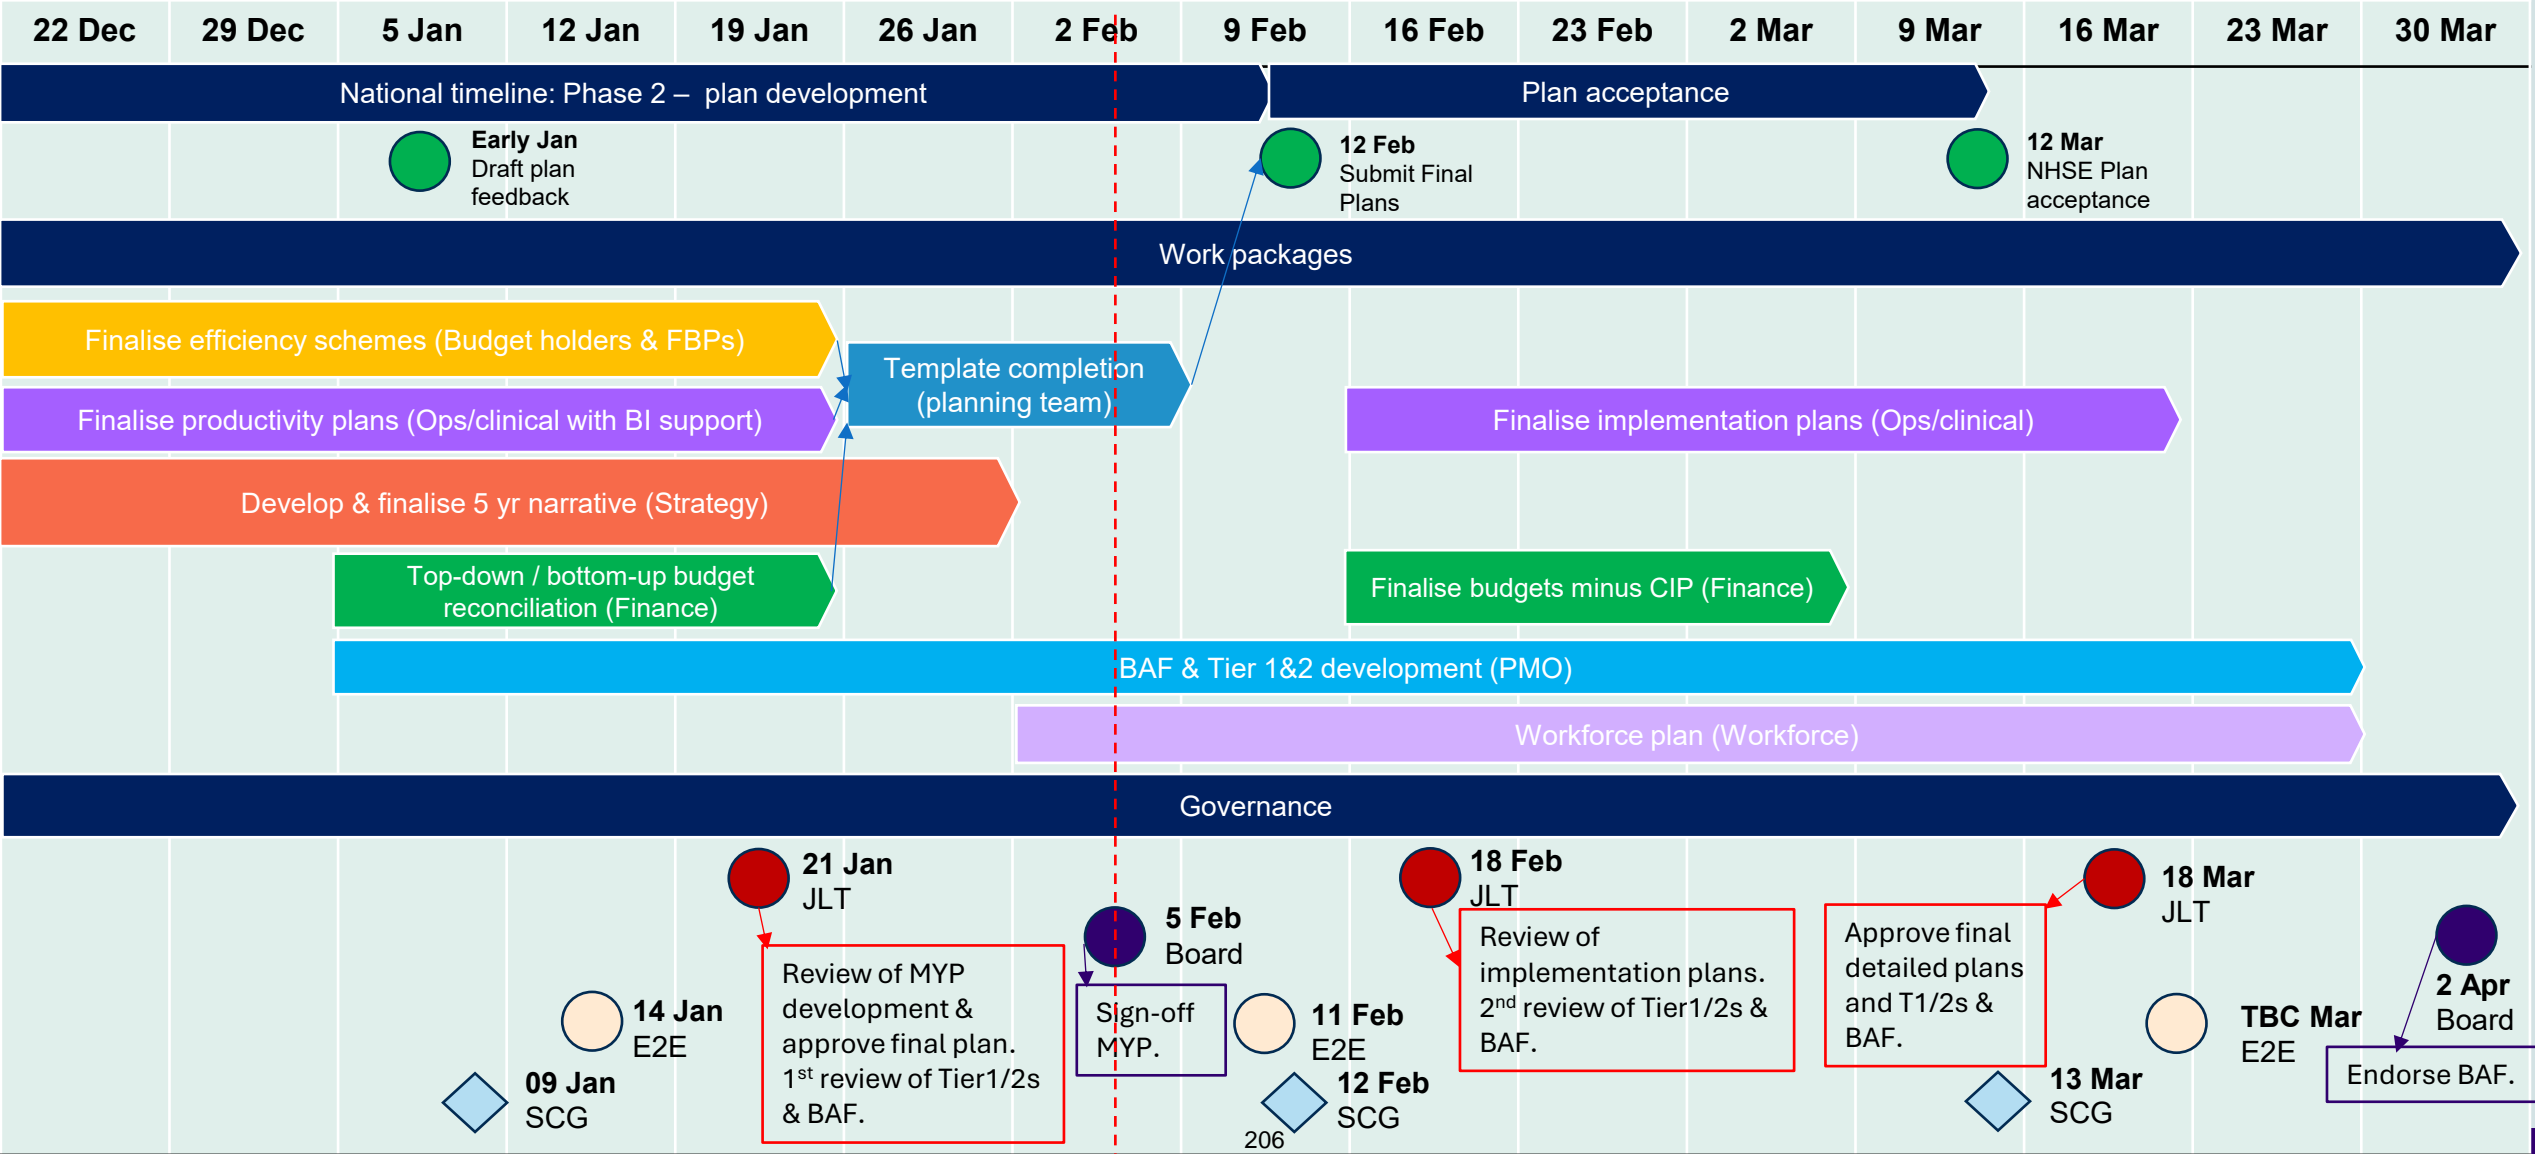 22 Dec
29 Dec
5 Jan
12 Jan
19 Jan
26 Jan
2 Feb
9 Feb
16 Feb
23 Feb
2 Mar
9 Mar
16 Mar
23 Mar
30 Mar
National timeline: Phase 2 – plan development
Plan acceptance
Early Jan
Draft plan
feedback
12 Feb
Submit Final
Plans
12 Mar
NHSE Plan
acceptance
Work packages
Finalise efficiency schemes (Budget holders & FBPs)
Template completion
(planning team)
Finalise productivity plans (Ops/clinical with BI support)
Finalise implementation plans (Ops/clinical)
Develop & finalise 5 yr narrative (Strategy)
Top-down / bottom-up budget
reconciliation (Finance)
Finalise budgets minus CIP (Finance)
BAF & Tier 1&2 development (PMO)
Workforce plan (Workforce)
Governance
21 Jan
JLT
Review of MYP
development &
approve final plan.
1st review of Tier1/2s
& BAF.
14 Jan
E2E
09 Jan
SCG
5 Feb
Board
Sign-off
MYP.
11 Feb
E2E
12 Feb
SCG
18 Feb
JLT
Review of
implementation plans.
2nd review of Tier1/2s &
BAF.
Approve final
detailed plans
and T1/2s &
BAF.
18 Mar
JLT
TBC Mar
E2E
13 Mar
SCG
2 Apr
Board
Endorse BAF.
206